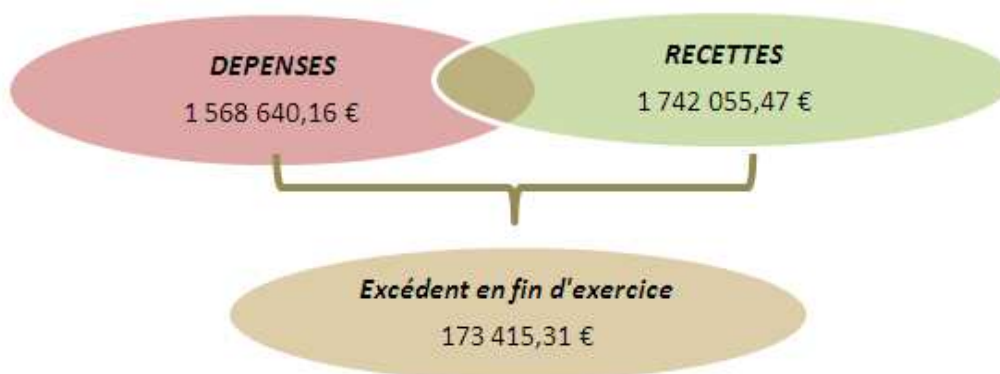 DEPENSES
1 568 640,16 €
RECETTES
1 742 055,47 €
Excédent en fin d'exercice
173 415,31 €